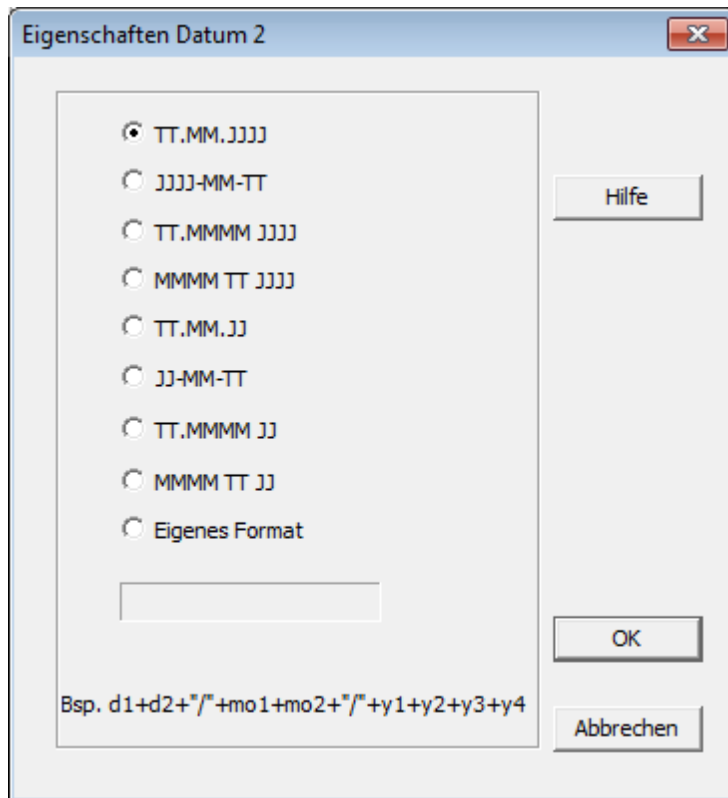 Eigenschaften Datum 2
TT.MM.JJJJ
JJJJ-MM-TT
Hilfe
TT.MMMM JJJJ
MMMM TT JJJJ
TT.MM.JJ
JJ-MM-TT
TT.MMMM JJ
MMMM TT JJ
Eigenes Format
OK
Bsp. d1+d2+"/"+mo1+mo2+"/"+y1+y2+y3+y4
Abbrechen